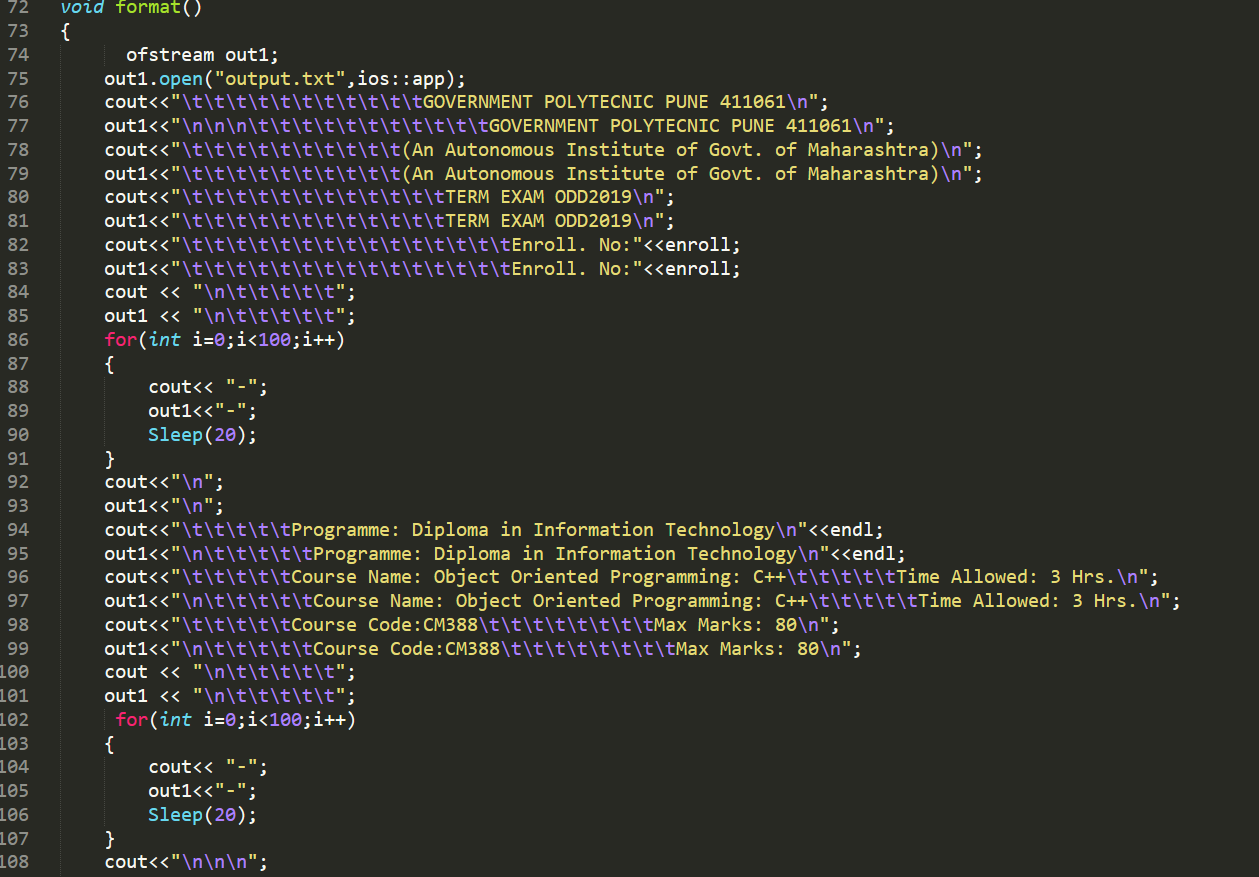 72 void format()
73 {
74 ofstream out1;
75 out1.open("output.txt",ios::app);
76 cout<<"\t\t\t\t\t\t\t\t\t\t\tGOVERNMENT POLYTECNIC PUNE 411061\n";
77 out1<<"\n\n\n\t\t\t\t\t\t\t\t\t\t\tGOVERNMENT POLYTECNIC PUNE 411061\n";
78 cout<<"\t\t\t\t\t\t\t\t\t\t(An Autonomous Institute of Govt. of Maharashtra)\n";
79 out1<<"\t\t\t\t\t\t\t\t\t\t(An Autonomous Institute of Govt. of Maharashtra)\n";
80 cout<<"\t\t\t\t\t\t\t\t\t\t\t\tTERM EXAM ODD2019\n";
81 out1<<"\t\t\t\t\t\t\t\t\t\t\t\tTERM EXAM ODD2019\n";
82 cout<<"\t\t\t\t\t\t\t\t\t\t\t\t\t\t\tEnroll. No:"<<enroll;
83 out1<<"\t\t\t\t\t\t\t\t\t\t\t\t\t\t\tEnroll. No:"<<enroll;
84 cout << "\n\t\t\t\t\t";
85 out1 << "\n\t\t\t\t\t";
86 for(int i=0;i<100;i++)
87 {
88 cout<< "-";
89 out1<<"-";
90 Sleep(20);
91 }
92 cout<<"\n";
93 out1<<"\n";
94 cout<<"\t\t\t\t\tProgramme: Diploma in Information Technology\n"<<endl;
95 out1<<"\n\t\t\t\t\tProgramme: Diploma in Information Technology\n"<<endl;
96 cout<<"\t\t\t\t\tCourse Name: Object Oriented Programming: C++\t\t\t\t\tTime Allowed: 3 Hrs.\n";
97 out1<<"\n\t\t\t\t\tCourse Name: Object Oriented Programming: C++\t\t\t\t\tTime Allowed: 3 Hrs.\n";
98 cout<<"\t\t\t\t\tCourse Code:CM388\t\t\t\t\t\t\t\tMax Marks: 80\n";
99 out1<<"\n\t\t\t\t\tCourse Code:CM388\t\t\t\t\t\t\t\tMax Marks: 80\n";
100 cout << "\n\t\t\t\t\t";
101 out1 << "\n\t\t\t\t\t";
102 for(int i=0;i<100;i++)
103 {
104 cout<< "-";
105 out1<<"-";
106 Sleep(20);
107 }
108 cout<<"\n\n\n";